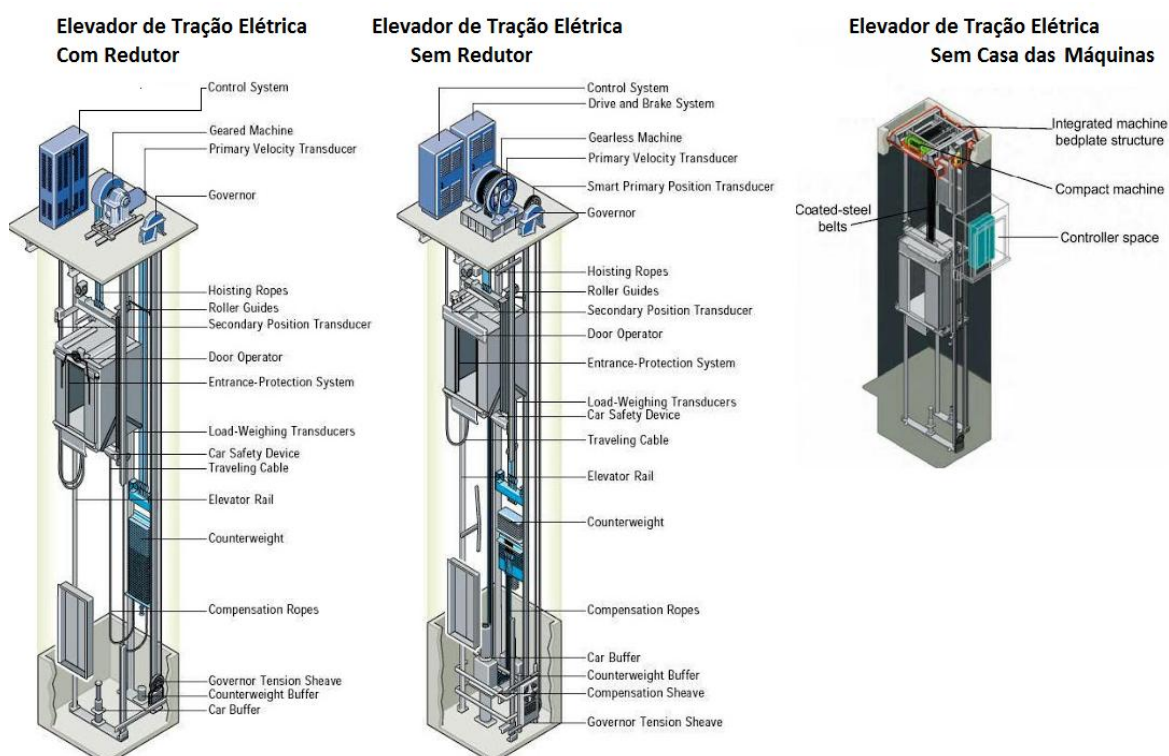 Elevador de Tração Elétrica
Com Redutor
Control System
Geared Machine
Primary Velocity Transducer
Governor
Hoisting Ropes
Roller Guides
Secondary Position Transducer
Door Operator
Entrance-Protection System
Load-Weighing Transducers
Car Safety Device
Traveling Cable
Elevator Rail
Counterweight
Compensation Ropes
Governor Tension Sheave
Counterweight Buffer
Car Buffer
Elevador de Tração Elétrica
Sem Redutor
Control System
Drive and Brake System
Gearless Machine
Primary Velocity Transducer
Smart Primary Position Transducer
Governor
Hoisting Ropes
Roller Guides
Secondary Position Transducer
Door Operator
Entrance-Protection System
Load-Weighing Transducers
Car Safety Device
Traveling Cable
Elevator Rail
Counterweight
Compensation Ropes
Car Buffer
Counterweight Buffer
Compensation Sheave
Governor Tension Sheave
Elevador de Tração Elétrica
Sem Casa das Máquinas
Integrated machine
bedplate structure
Compact machine
Coated-steel
belts
Controller space